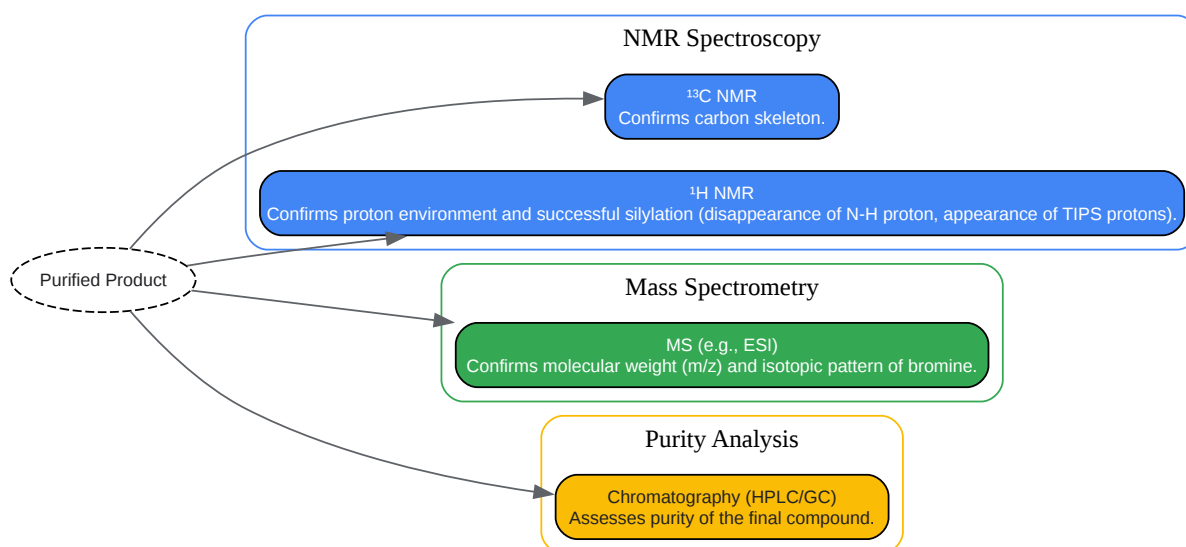 NMR Spectroscopy
¹³C NMR
Confirms carbon skeleton.
¹H NMR
Confirms proton environment and successful silylation (disappearance of N-H proton, appearance of TIPS protons).
Purified Product
Mass Spectrometry
MS (e.g., ESI)
Confirms molecular weight (m/z) and isotopic pattern of bromine.
Purity Analysis
Chromatography (HPLC/GC)
Assesses purity of the final compound.